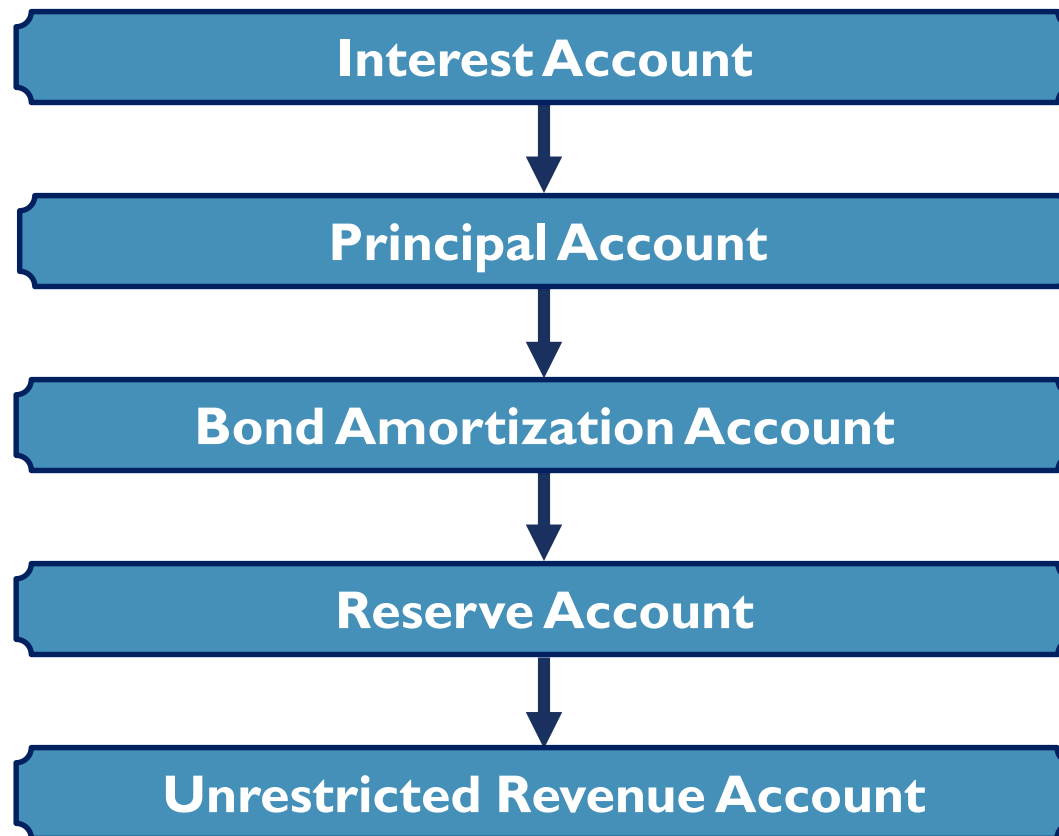 Interest Account
Principal Account
Bond Amortization Account
Reserve Account
Unrestricted Revenue Account